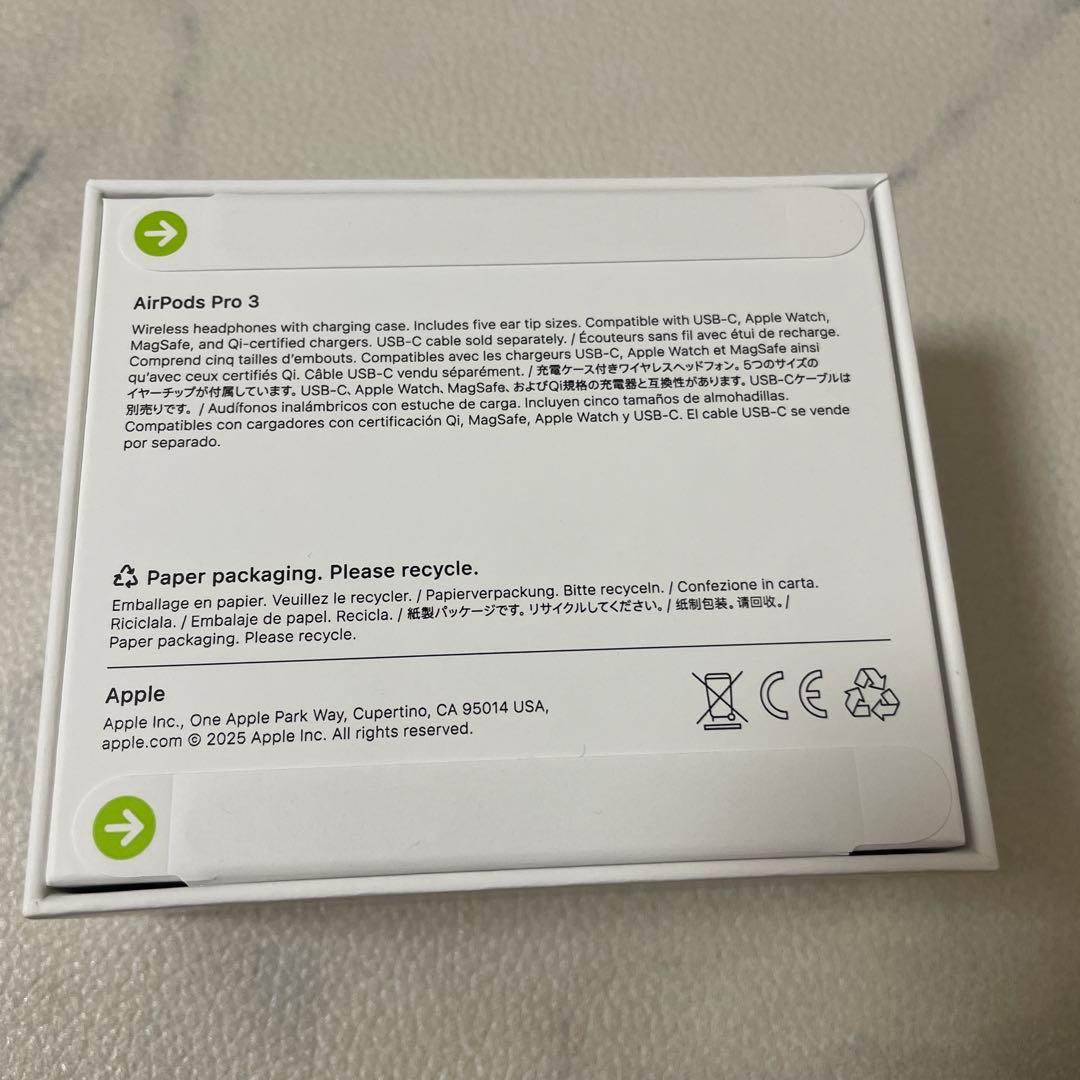 AirPods Pro 3
Wireless headphones with charging case. Includes five ear tip sizes. Compatible with USB-C, Apple Watch,
MagSafe, and Qi-certified chargers. USB-C cable sold separately. / Écouteurs sans fil avec étui de recharge.
Comprend cinq tailles d'embouts. Compatibles avec les chargeurs USB-C, Apple Watch et MagSafe ainsi
qu'avec ceux certifiés Qi. Câble USB-C vendu séparément. / 充電ケース付きワイヤレスヘッドフォン。5つのサイズの
イヤーチップが付属しています。USB-C、Apple Watch、MagSafe、およびQi規格の充電器と互換性があります。USB-Cケーブルは
別売りです。 / Audífonos inalámbricos con estuche de carga. Incluyen cinco tamaños de almohadillas.
Compatibles con cargadores con certificación Qi, MagSafe, Apple Watch y USB-C. El cable USB-C se vende
por separado.
Paper packaging. Please recycle.
Emballage en papier. Veuillez le recycler. / Papierverpackung. Bitte recyceln. / Confezione in carta.
Riciclala. / Embalaje de papel. Recicla. / 紙製パッケージです。リサイクルしてください。 / 纸制包装。请回收。 /
Paper packaging. Please recycle.
Apple
Apple Inc., One Apple Park Way, Cupertino, CA 95014 USA,
apple.com © 2025 Apple Inc. All rights reserved.
CE